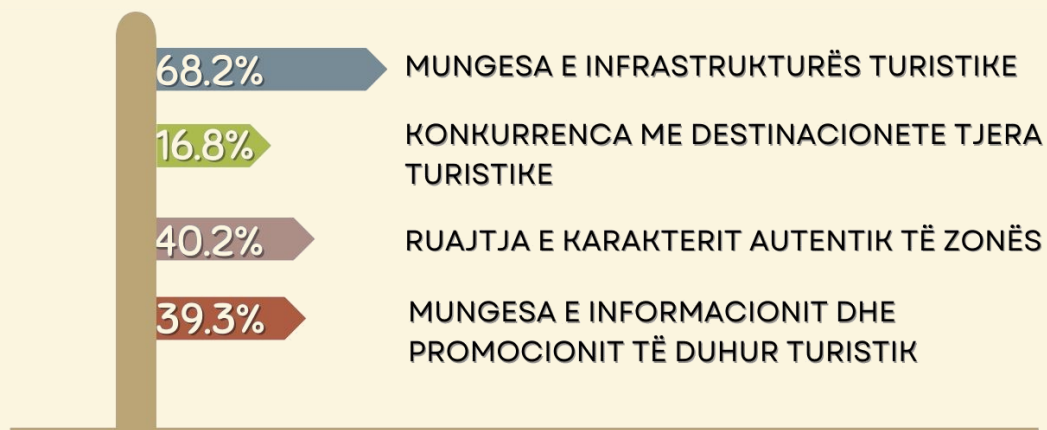 68.2% MUNGESA E INFRASTRUKTURËS TURISTIKE
16.8% KONKURRENCA ME DESTINACIONETE TJERA
TURISTIKE
40.2% RUAJTJA E KARAKTERIT AUTENTIK TË ZONËS
39.3% MUNGESA E INFORMACIONIT DHE
PROMOCIONIT TË DUHUR TURISTIK